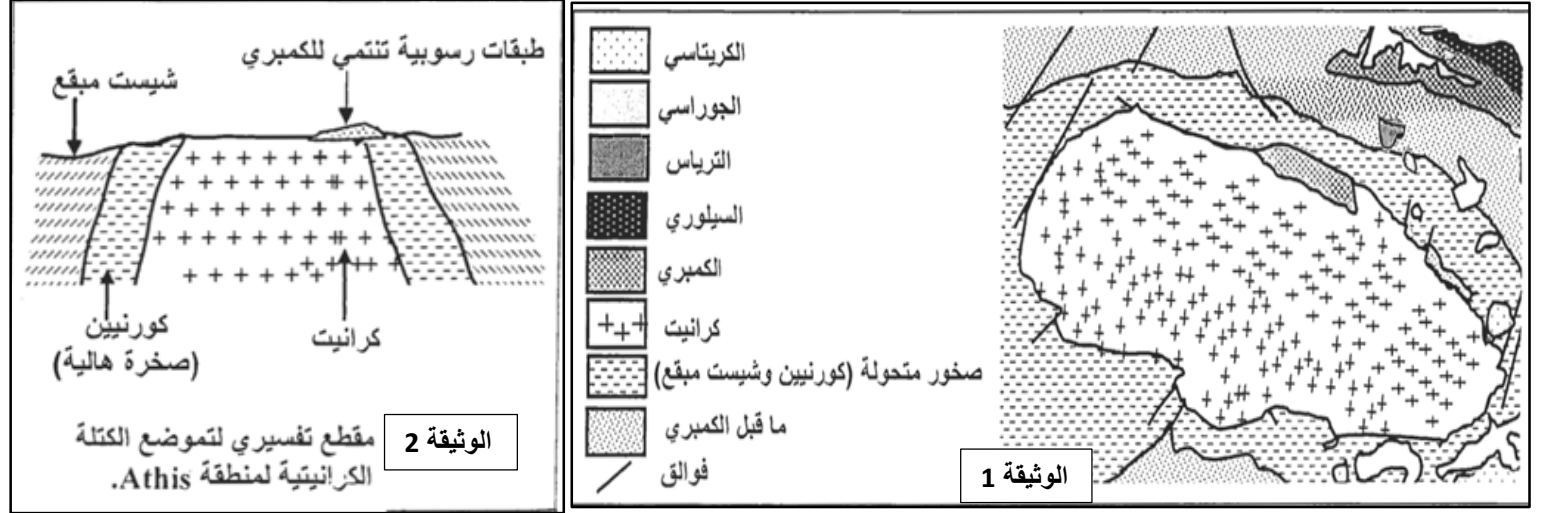 الكريتاسي
الجوراسي
الترياس
السيلوري
الكمبري
كرانيت
صخور متحولة (كورنيين وشيست مبقع)
ما قبل الكمبري
فوالق
الوثيقة 1
طبقات رسوبية تنتمي للكمبري
شيست مبقع
كورنيين
(صخرة هالية)
كرانيت
الوثيقة 2
مقطع تفسيري لتموضع الكتلة
الكرانيتية لمنطقة Athis.